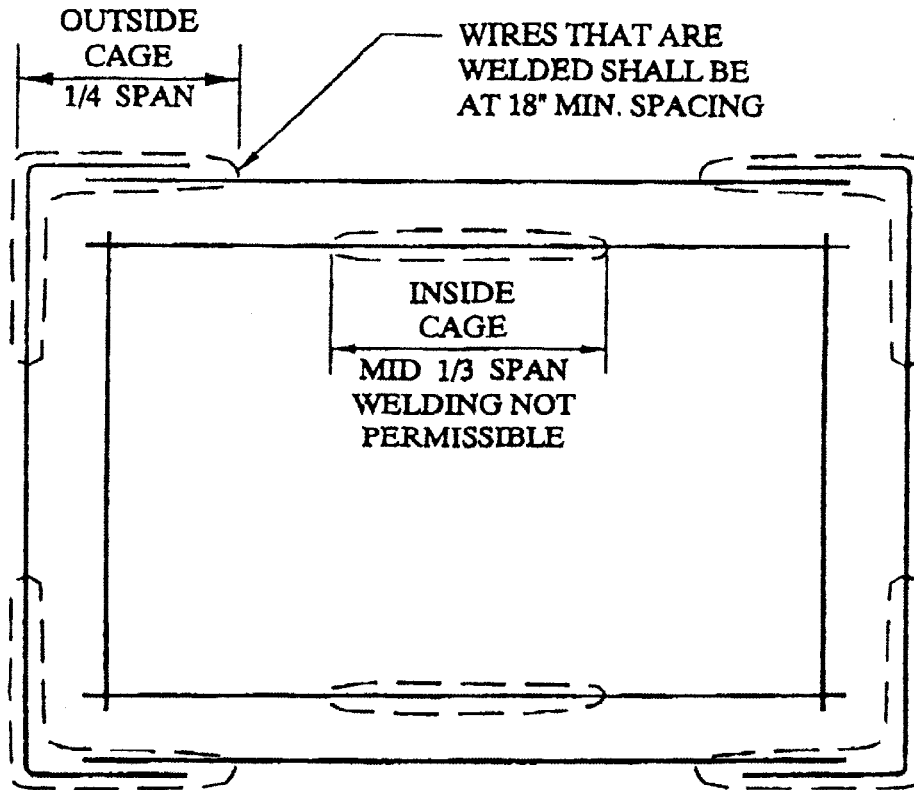 OUTSIDE
CAGE
1/4 SPAN
WIRES THAT ARE
WELDED SHALL BE
AT 18" MIN. SPACING
INSIDE
CAGE
MID 1/3 SPAN
WELDING NOT
PERMISSIBLE